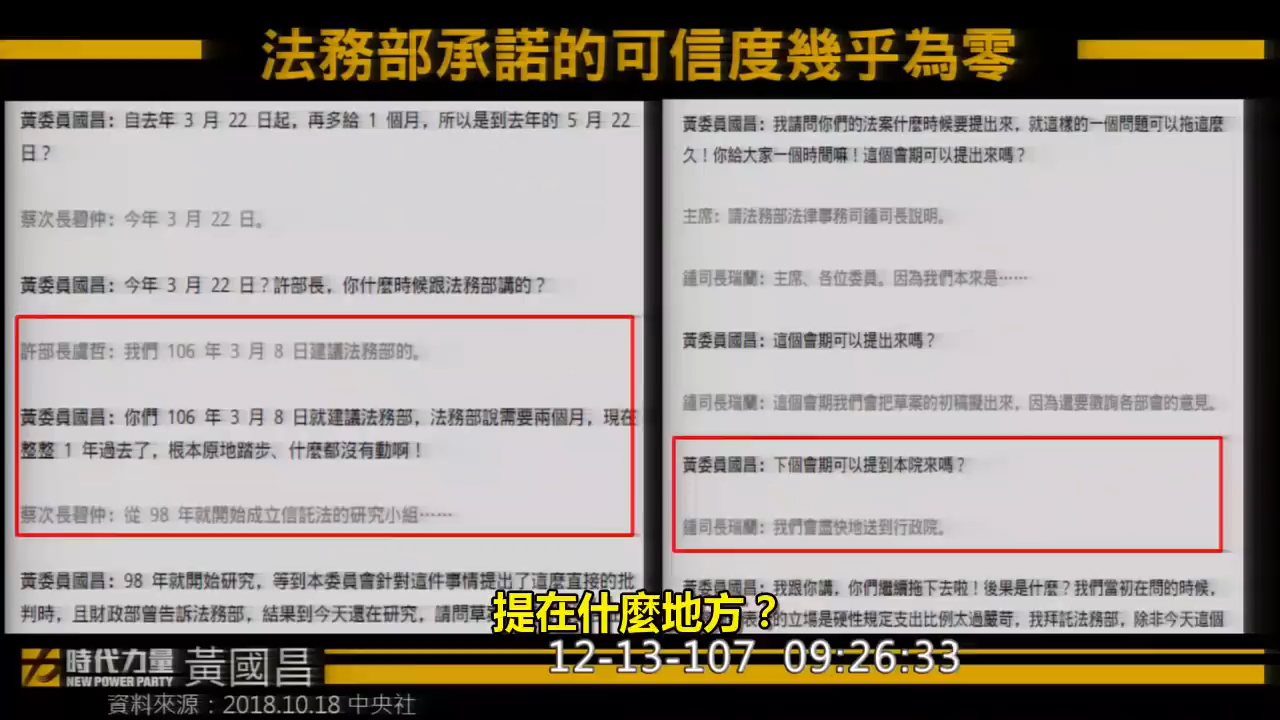 法務部承諾的可信度幾乎為零
黃委員國昌：自去年 3 月 22 日起，再多給 1 個月，所以是到去年的 5 月 22
日？
蔡次長碧仲：今年 3 月 22 日。
黃委員國昌：今年 3 月 22 日？許部長，你什麼時候跟法務部講的？
許部長虞哲：我們 106 年 3 月 8 日建議法務部的。
黃委員國昌：你們 106 年 3 月 8 日就建議法務部，法務部說需要兩個月，現在
整整 1 年過去了，根本原地踏步、什麼都沒有動啊！
蔡次長碧仲：從 98 年就開始成立信託法的研究小組……
黃委員國昌：98 年就開始研究，等到本委員會針對這件事情提出了這麼直接的批
判時，且財政部曾告訴法務部，結果到今天還在研究，請問草
黃委員國昌：我請問你們的法案什麼時候要提出來，就這樣的一個問題可以拖這麼
久！你給大家一個時間嘛！這個會期可以提出來嗎？
主席：請法務部法律事務司鍾司長說明。
鍾司長瑞蘭：主席、各位委員。因為我們本來是……
黃委員國昌：這個會期可以提出來嗎？
鍾司長瑞蘭：這個會期我們會把草案的初稿擬出來，因為還要徵詢各部會的意見。
黃委員國昌：下個會期可以提到本院來嗎？
鍾司長瑞蘭：我們會盡快地送到行政院。
黃委員國昌：我跟你講，你們繼續拖下去啦！後果是什麼？我們當初在問的時候，
表的立場是硬性規定支出比例太過嚴苛，我拜託法務部，除非今天這個
提在什麼地方？
12-13-107 09:26:33
時代力量
NEW POWER PARTY
黃國昌
資料來源：2018.10.18 中央社